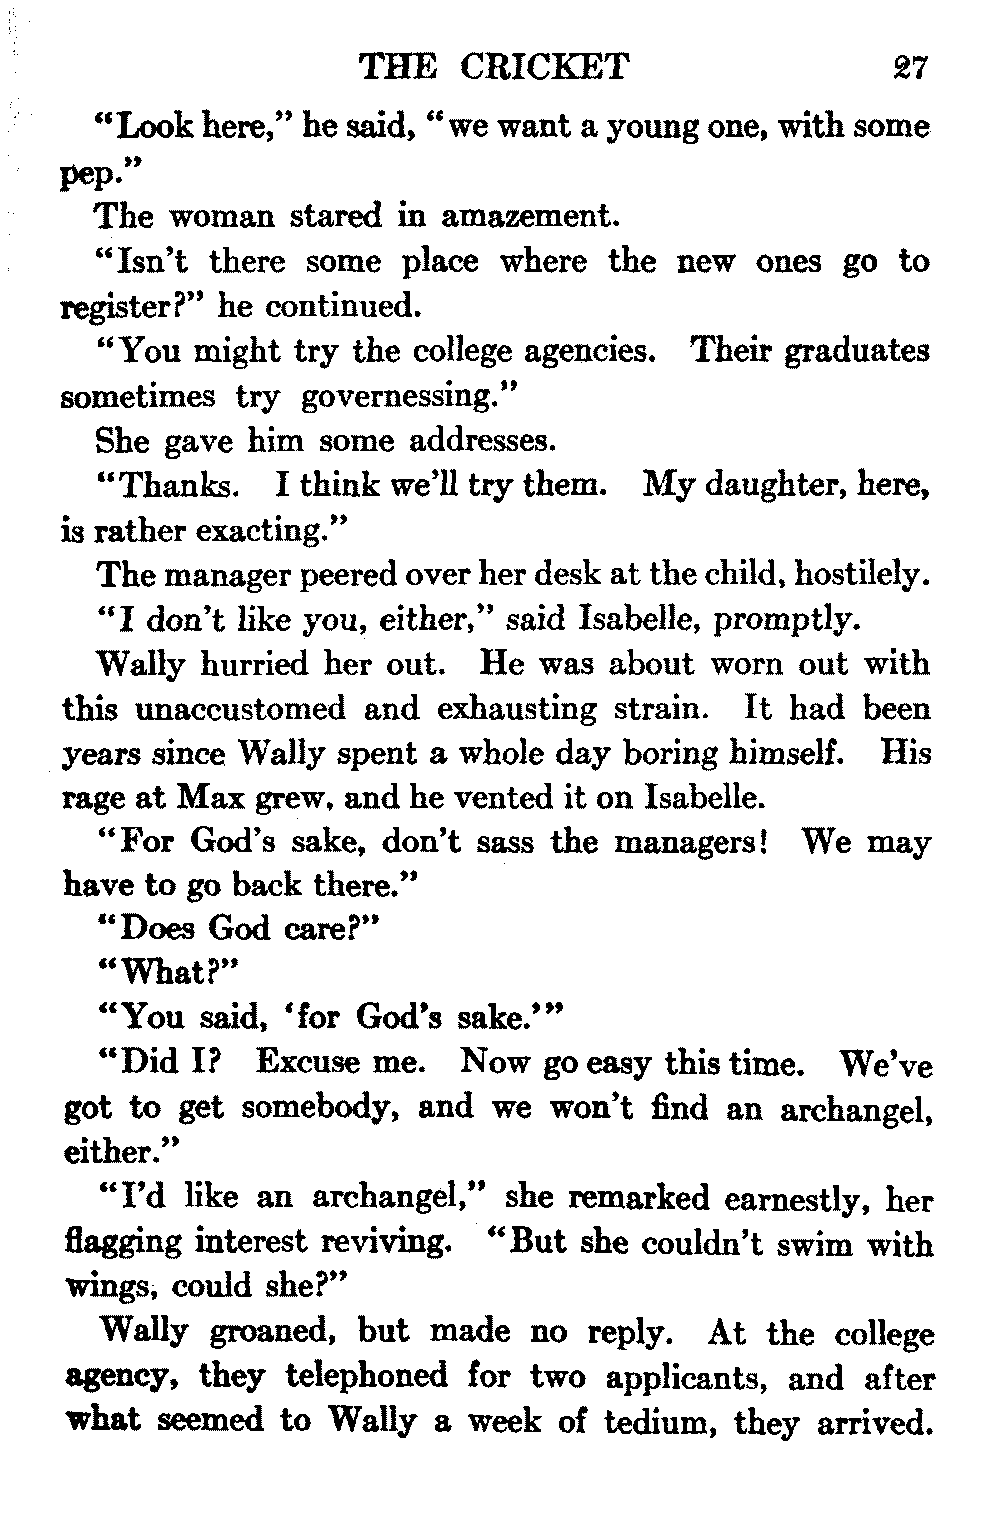 THE CRICKET 27
“Look here,” he said, “we want a young one, with some
pep.”
The woman stared in amazement.
“Isn’t there some place where the new ones go to
register?” he continued.
“You might try the college agencies. Their graduates
sometimes try governessing.”
She gave him some addresses.
“Thanks. I think we’ll try them. My daughter, here,
is rather exacting.”
The manager peered over her desk at the child, hostilely.
“I don’t like you, either,” said Isabelle, promptly.
Wally hurried her out. He was about worn out with
this unaccustomed and exhausting strain. It had been
years since Wally spent a whole day boring himself. His
rage at Max grew, and he vented it on Isabelle.
“For God’s sake, don’t sass the managers! We may
have to go back there.”
“Does God care?”
“What?”
“You said, ‘for God’s sake.’”
“Did I? Excuse me. Now go easy this time. We’ve
got to get somebody, and we won’t find an archangel,
either.”
“I’d like an archangel,” she remarked earnestly, her
flagging interest reviving. “But she couldn’t swim with
wings, could she?”
Wally groaned, but made no reply. At the college
agency, they telephoned for two applicants, and after
what seemed to Wally a week of tedium, they arrived.